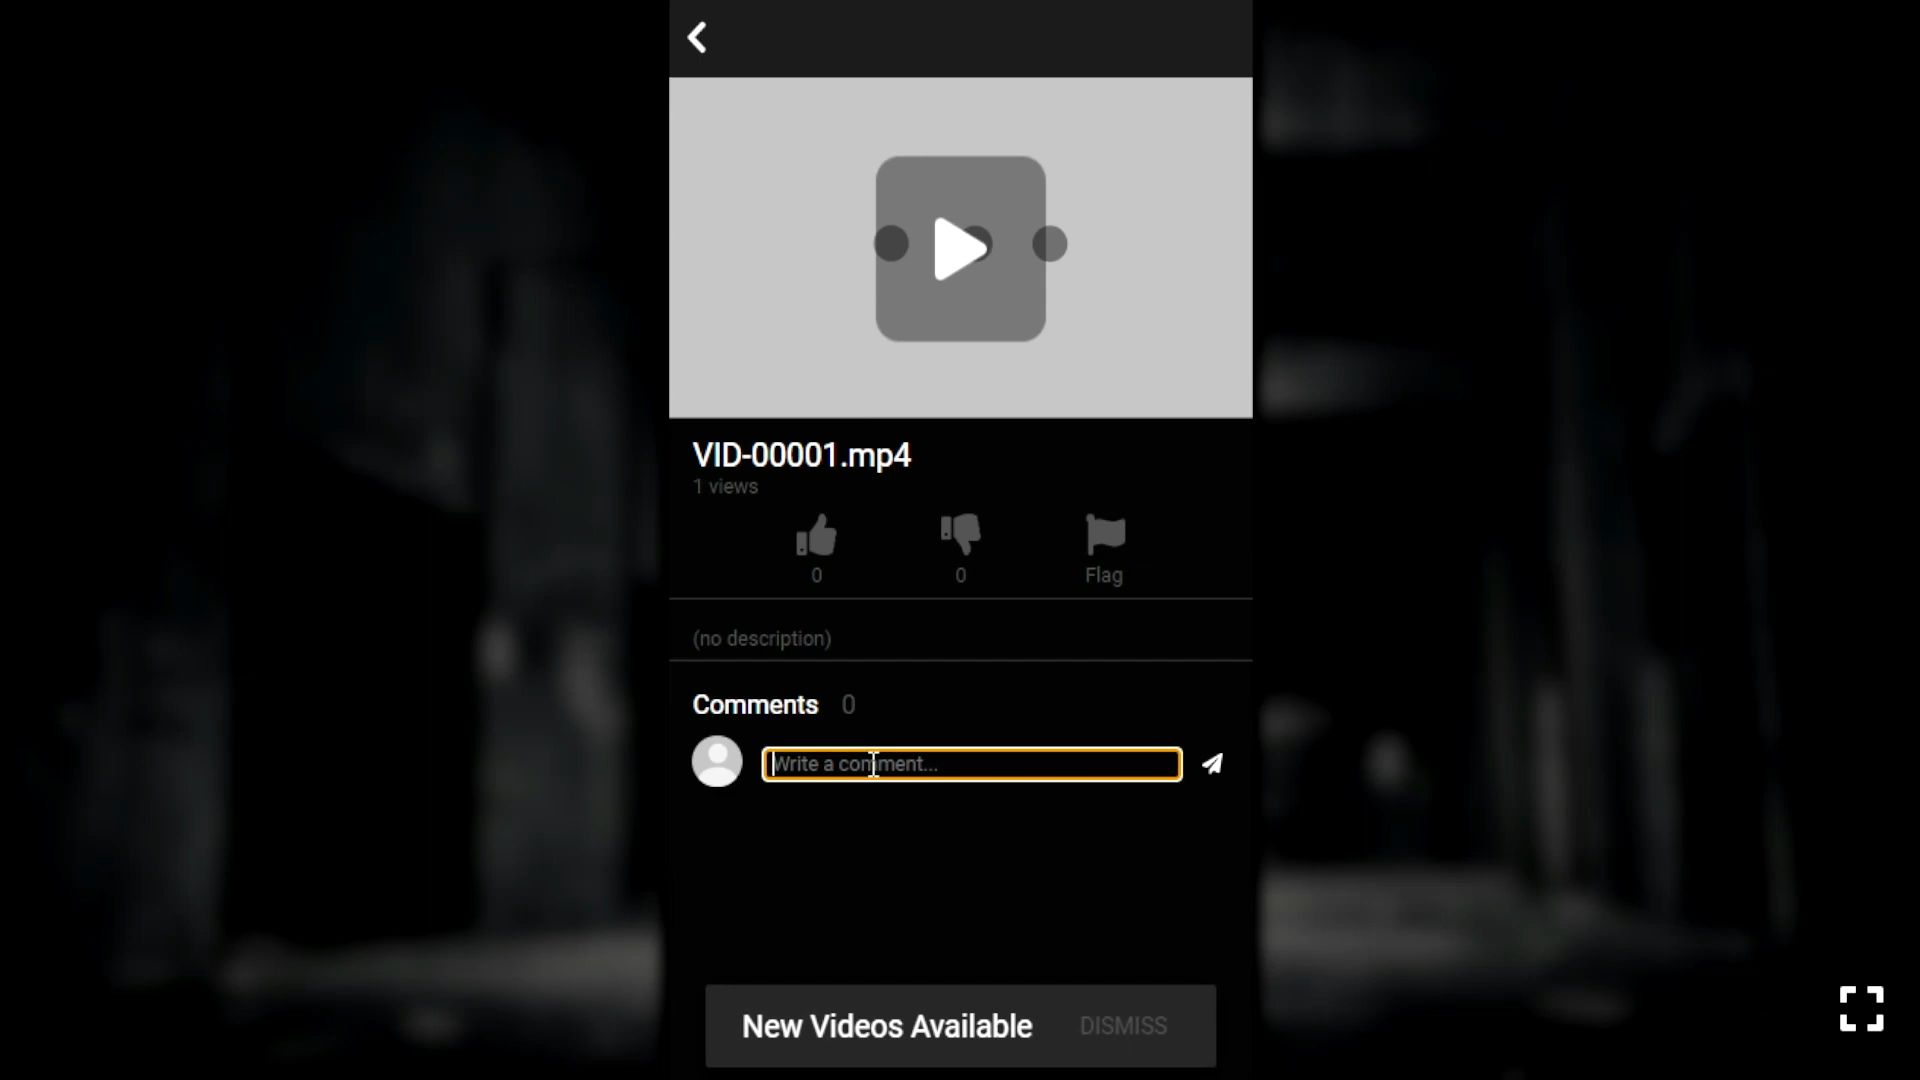 VID-00001.mp4
1 views
0
0
Flag
(no description)
Comments 0
Write a comment...
New Videos Available DISMISS